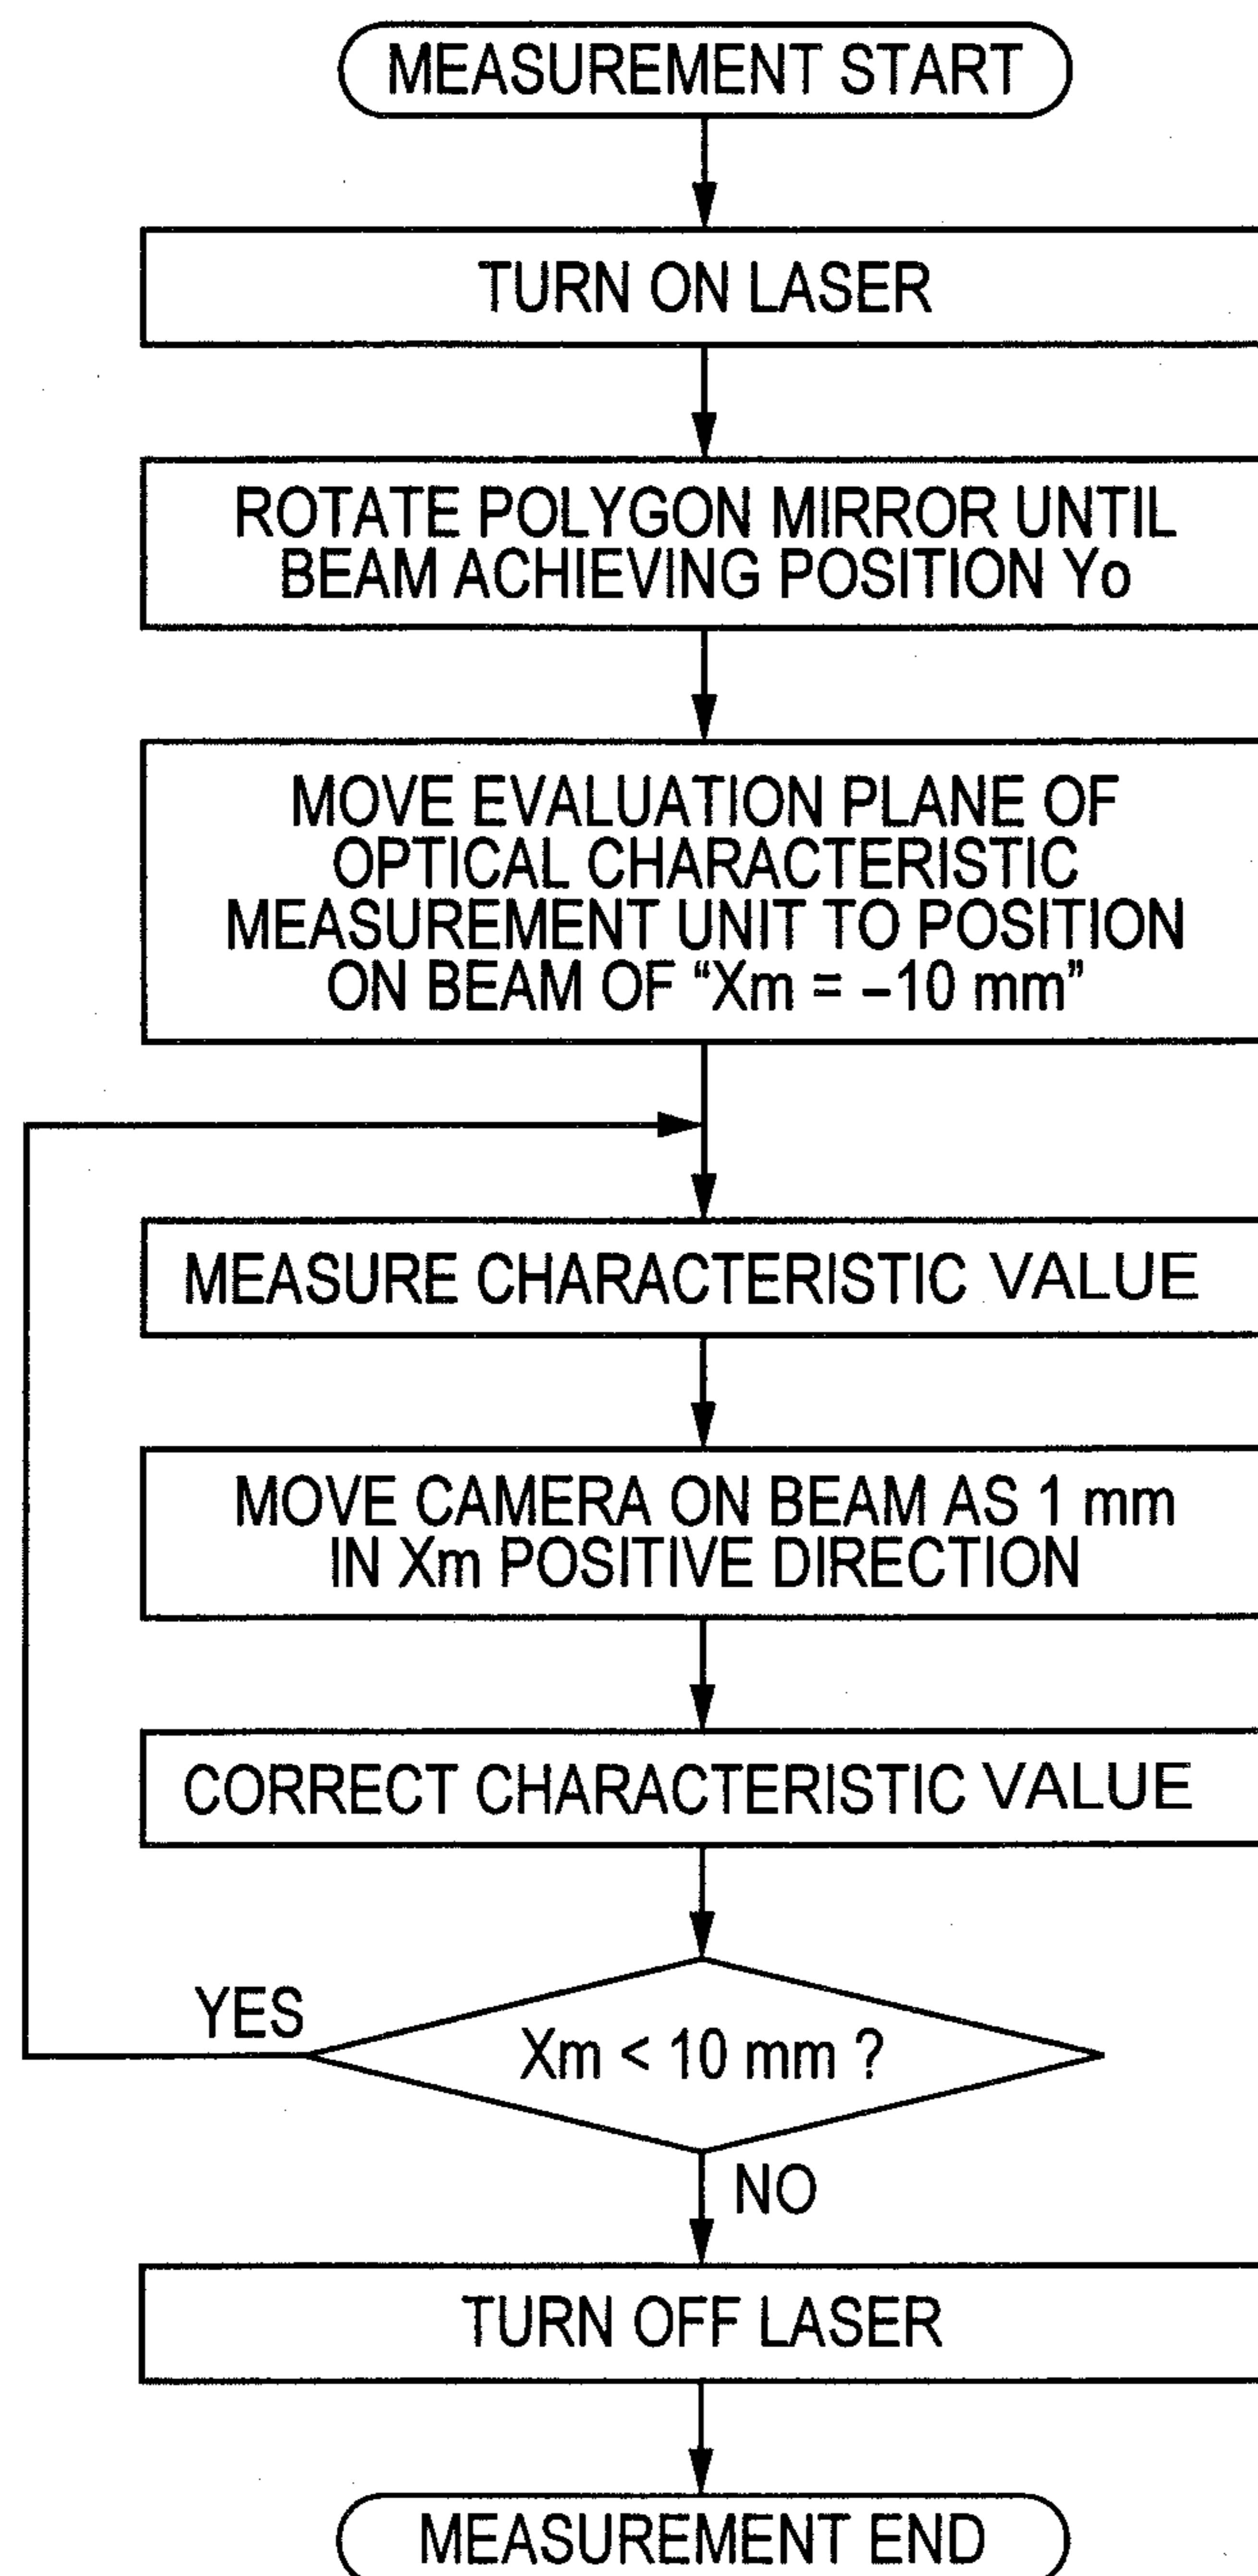 MEASUREMENT START
TURN ON LASER
ROTATE POLYGON MIRROR UNTIL
BEAM ACHIEVING POSITION Yo
MOVE EVALUATION PLANE OF
OPTICAL CHARACTERISTIC
MEASUREMENT UNIT TO POSITION
ON BEAM OF “Xm = −10 mm”
MEASURE CHARACTERISTIC VALUE
MOVE CAMERA ON BEAM AS 1 mm
IN Xm POSITIVE DIRECTION
CORRECT CHARACTERISTIC VALUE
YES
Xm < 10 mm ?
NO
TURN OFF LASER
MEASUREMENT END